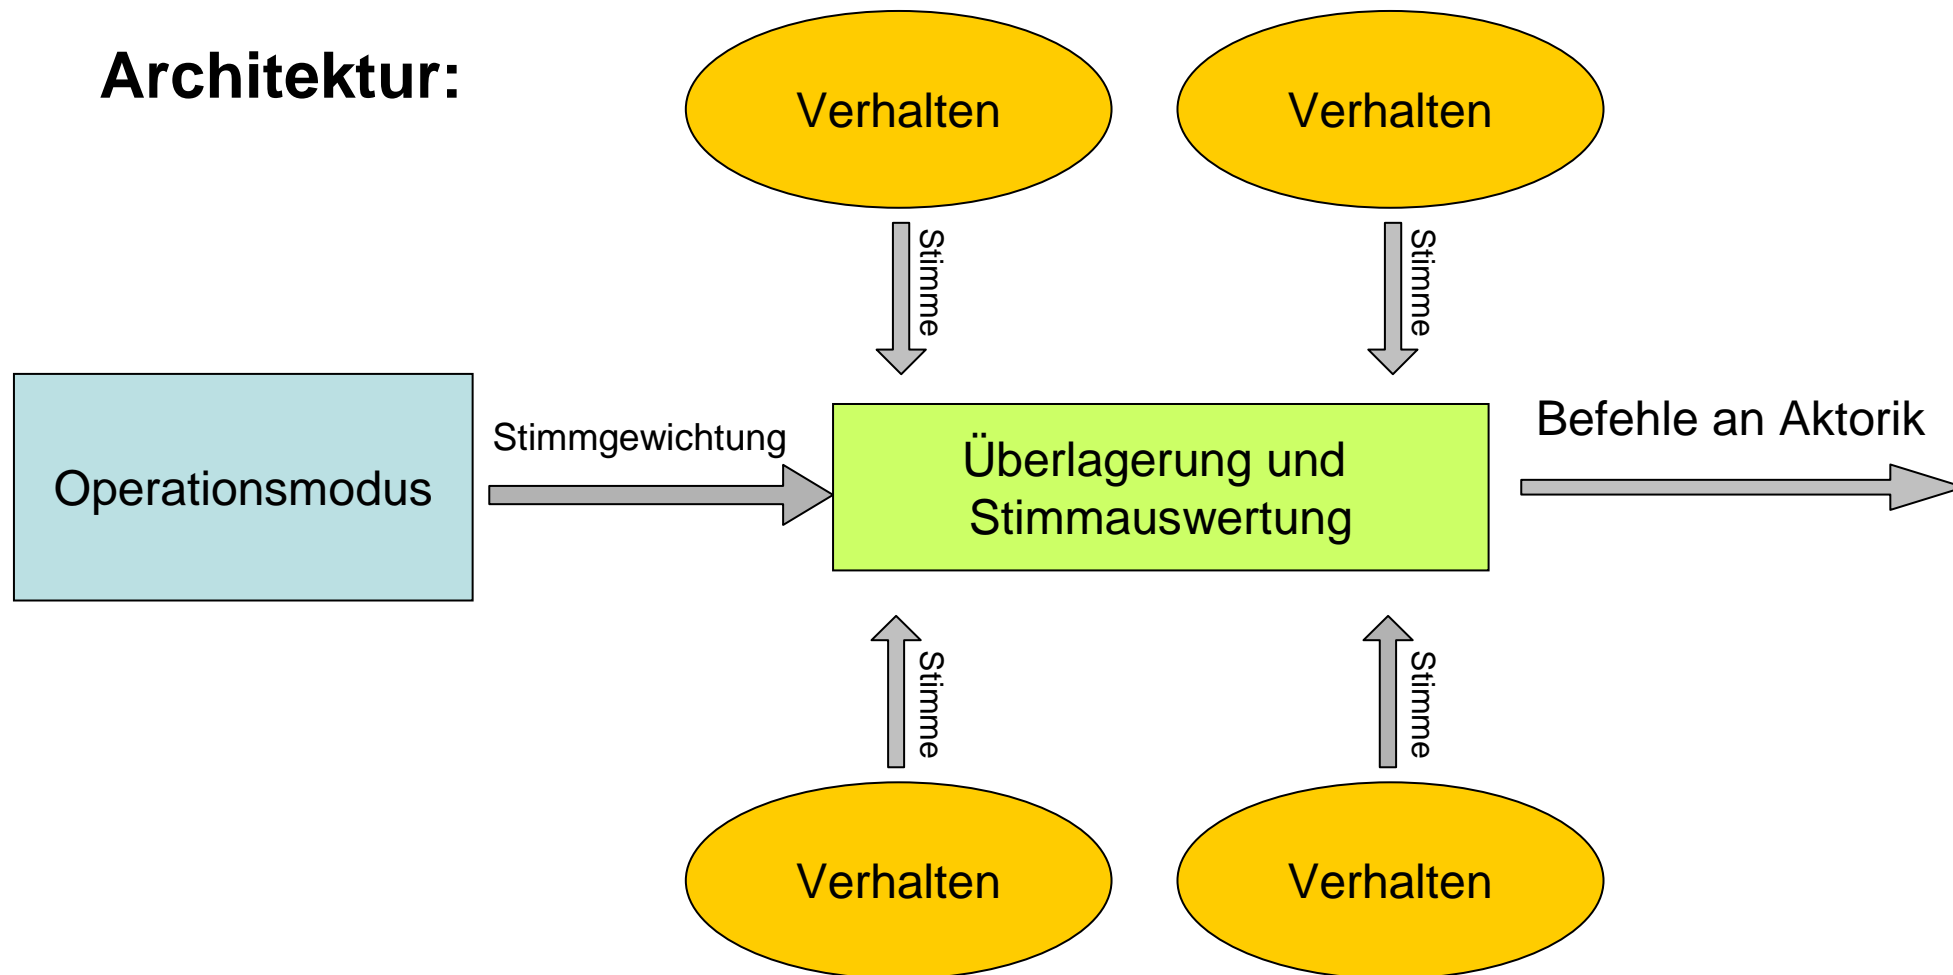 Architektur:
Verhalten
Verhalten
Stimme
Stimme
Operationsmodus
Stimmgewichtung
Überlagerung und
Stimmauswertung
Befehle an Aktorik
Stimme
Stimme
Verhalten
Verhalten